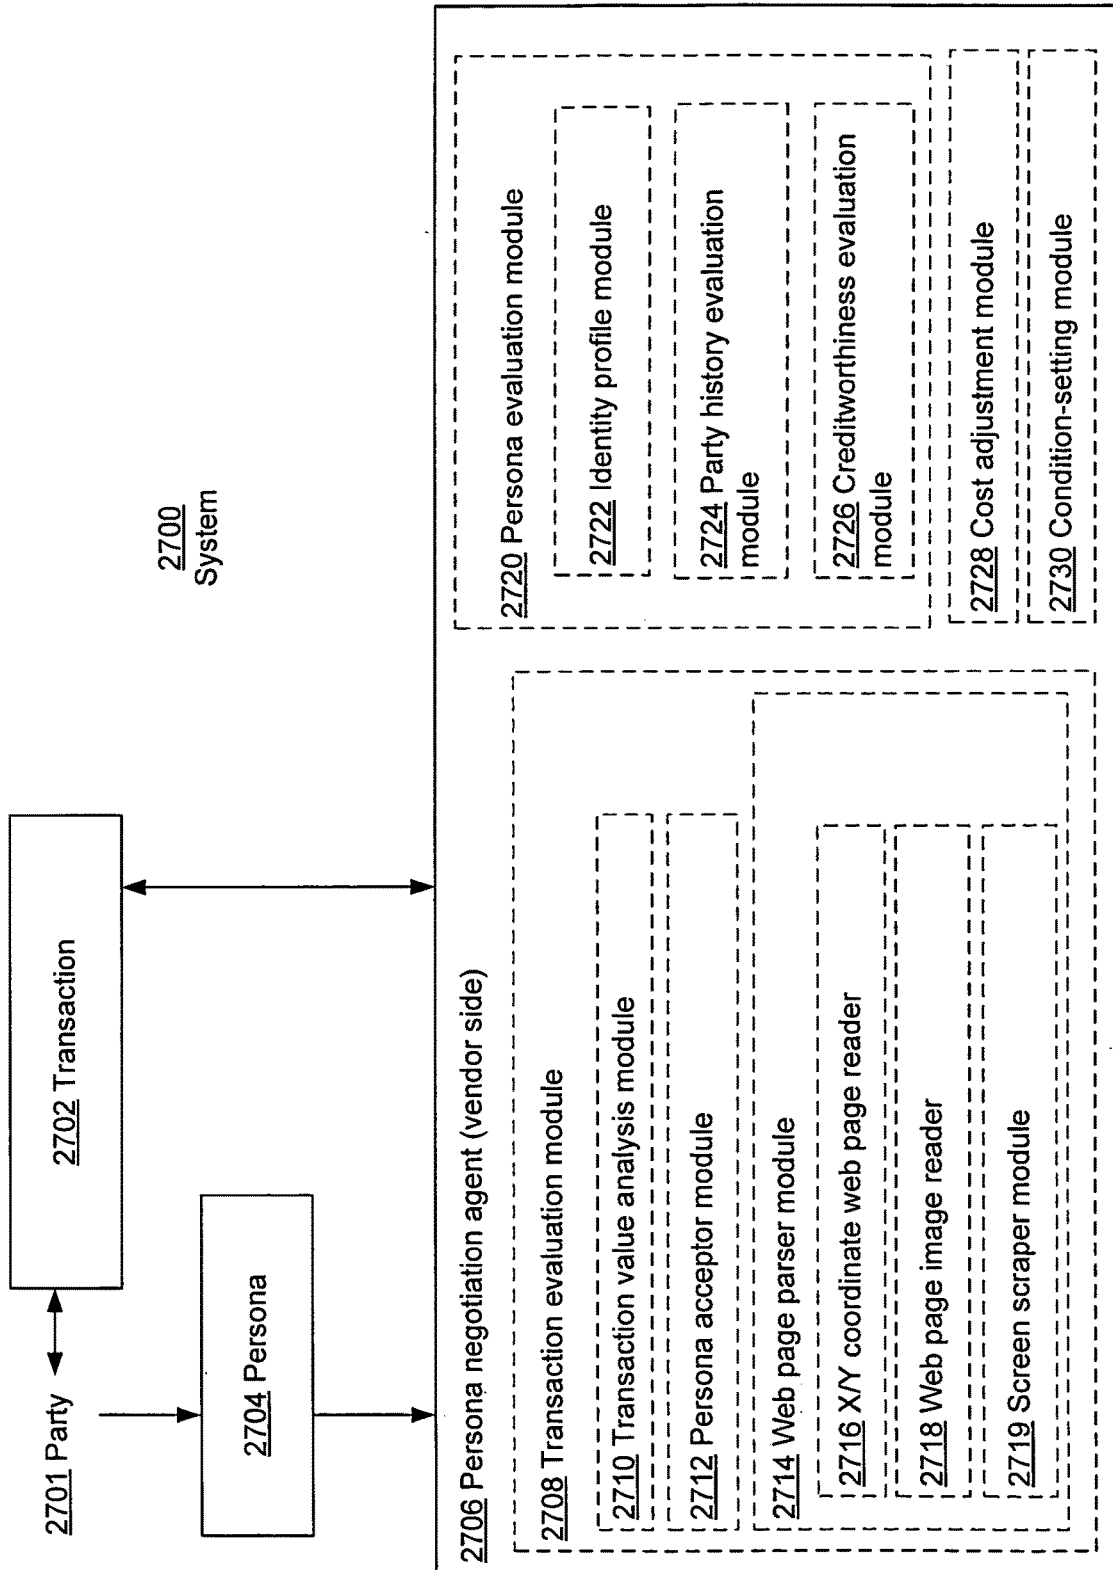 2700
System
2701 Party
2702 Transaction
2704 Persona
2706 Persona negotiation agent (vendor side)
2708 Transaction evaluation module
2710 Transaction value analysis module
2712 Persona acceptor module
2714 Web page parser module
2716 X/Y coordinate web page reader
2718 Web page image reader
2719 Screen scraper module
2720 Persona evaluation module
2722 Identity profile module
2724 Party history evaluation
module
2726 Creditworthiness evaluation
module
2728 Cost adjustment module
2730 Condition-setting module